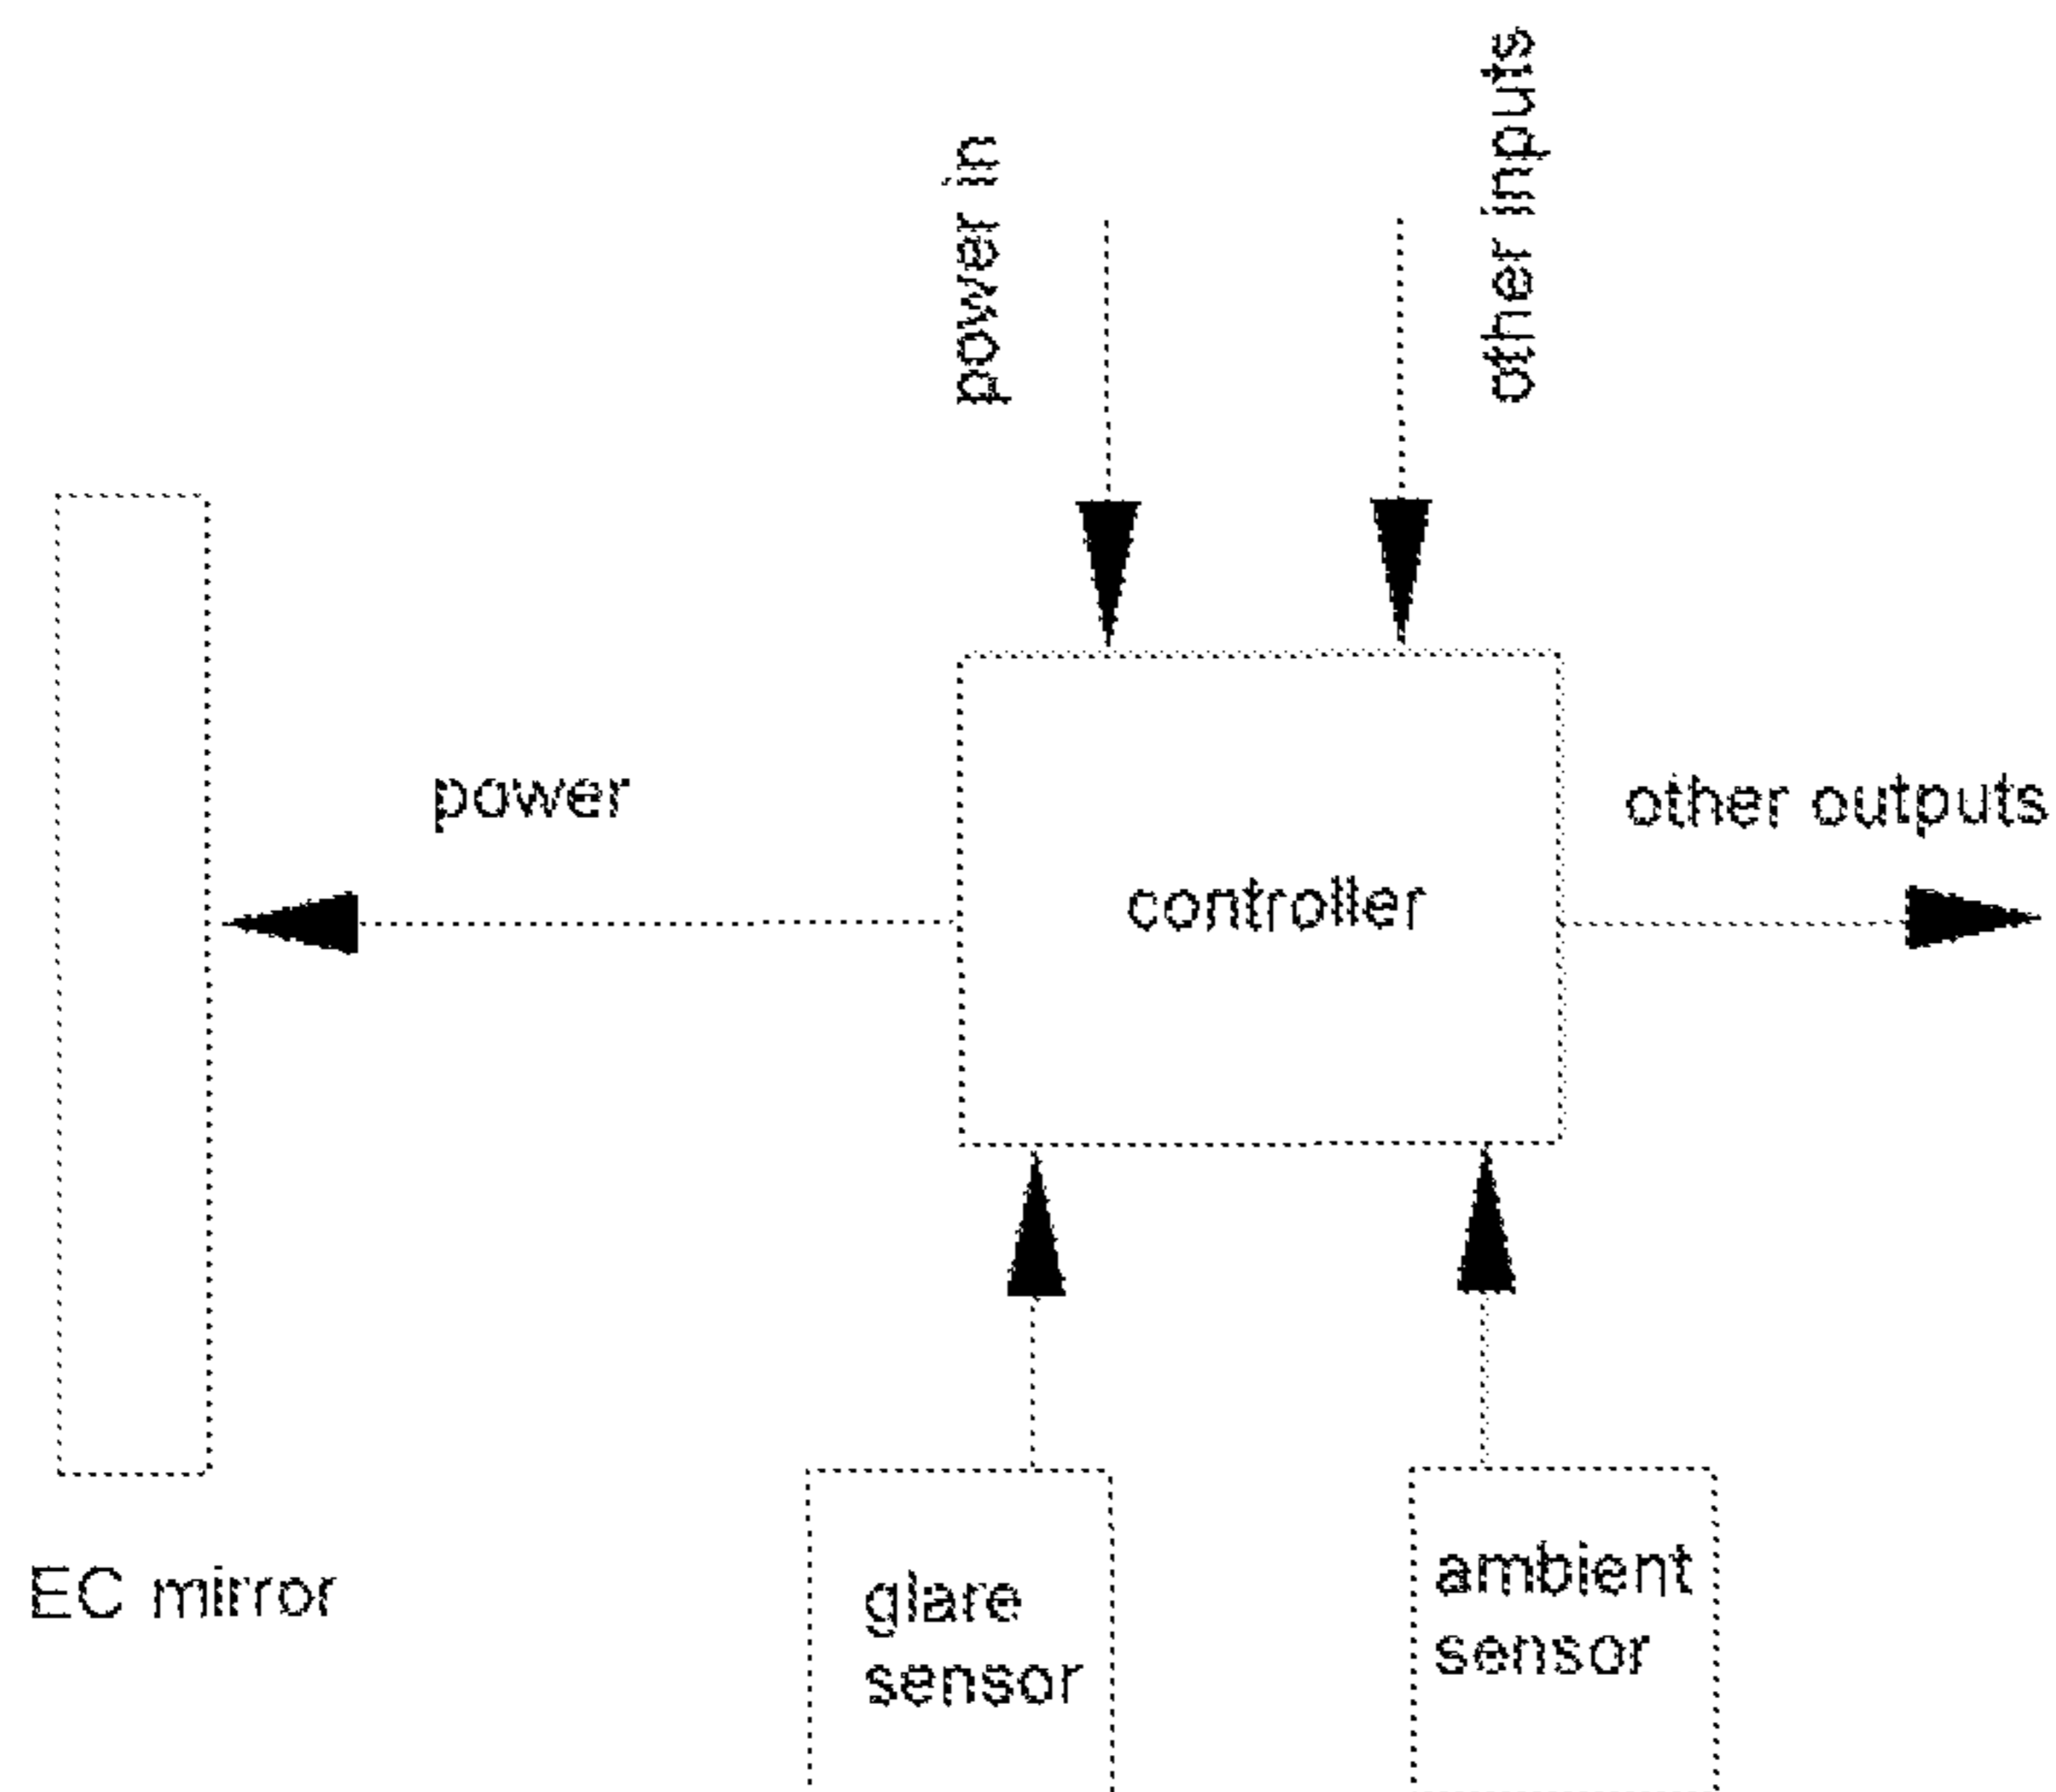 power in
other inputs
power
other outputs
controller
EC mirror
glare
sensor
ambient
sensor